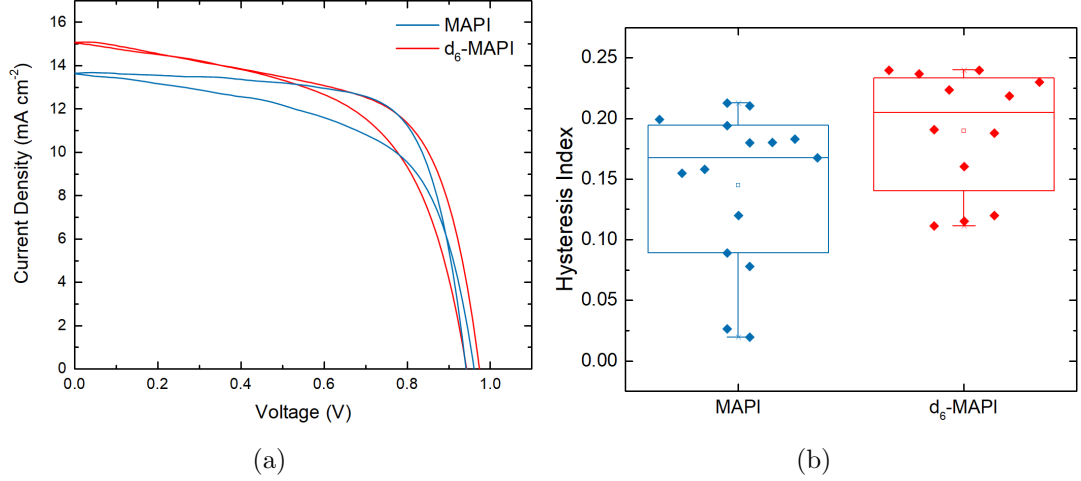 16
14
12
10
8
6
4
2
0
Current Density (mA cm-2)
MAPI
d6-MAPI
0.0
0.2
0.4
0.6
0.8
1.0
Voltage (V)
(a)
0.25
0.20
0.15
0.10
0.05
0.00
Hysteresis Index
MAPI
d6-MAPI
(b)